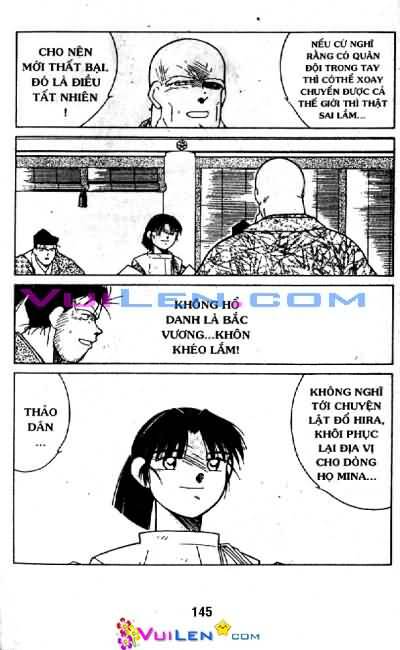 NẾU CỨ NGHĨ
RẰNG CÓ QUÂN
ĐỘI TRONG TAY
THÌ CÓTHỂ XOAY
CHUYỂN ĐƯỢC CẢ
THẾ GIỚI THÌ THẬT
SAI LẦM...
CHO NÊN
MỚI THẤT BẠI.
ĐÓ LÀ ĐIỀU
TẤT NHIÊN
!
VuiLen.com
KHÔNG HỔ
DANH LÀ BẮC
VƯƠNG...KHÔN
KHÉO LẮM!
KHÔNG NGHĨ
TỚI CHUYỆN
LẬT ĐỔ HIRA,
KHÔI PHỤC
LẠI ĐỊA VỊ
CHO DÒNG
HỌ MINA...
THẢO
DÂN
...
145
VuiLen.com